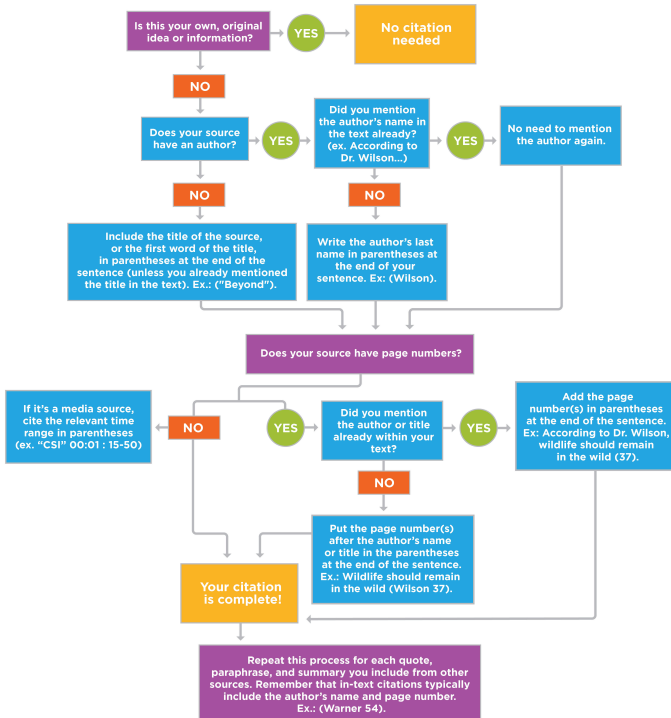 Is this your own, original
idea or information?
YES
No citation
needed
NO
Does your source
have an author?
YES
Did you mention
the author's name in
the text already?
(ex. According to
Dr. Wilson...)
YES
No need to mention
the author again.
NO
NO
Include the title of the source,
or the first word of the title,
in parentheses at the end of the
sentence (unless you already mentioned
the title in the text). Ex.: ("Beyond").
Write the author's last
name in parentheses at
the end of your
sentence. Ex: (Wilson).
Does your source have page numbers?
If it's a media source,
cite the relevant time
range in parentheses
(ex. "CSI" 00:01 : 15-50)
NO
YES
Did you mention
the author or title
already within your
text?
YES
Add the page
number(s) in parentheses
at the end of the sentence.
Ex: According to Dr. Wilson,
wildlife should remain
in the wild (37).
NO
Put the page number(s)
after the author's name
or title in the parentheses
at the end of the sentence.
Ex.: Wildlife should remain
in the wild (Wilson 37).
Your citation
is complete!
Repeat this process for each quote,
paraphrase, and summary you include from other
sources. Remember that in-text citations typically
include the author's name and page number.
Ex.: (Warner 54).